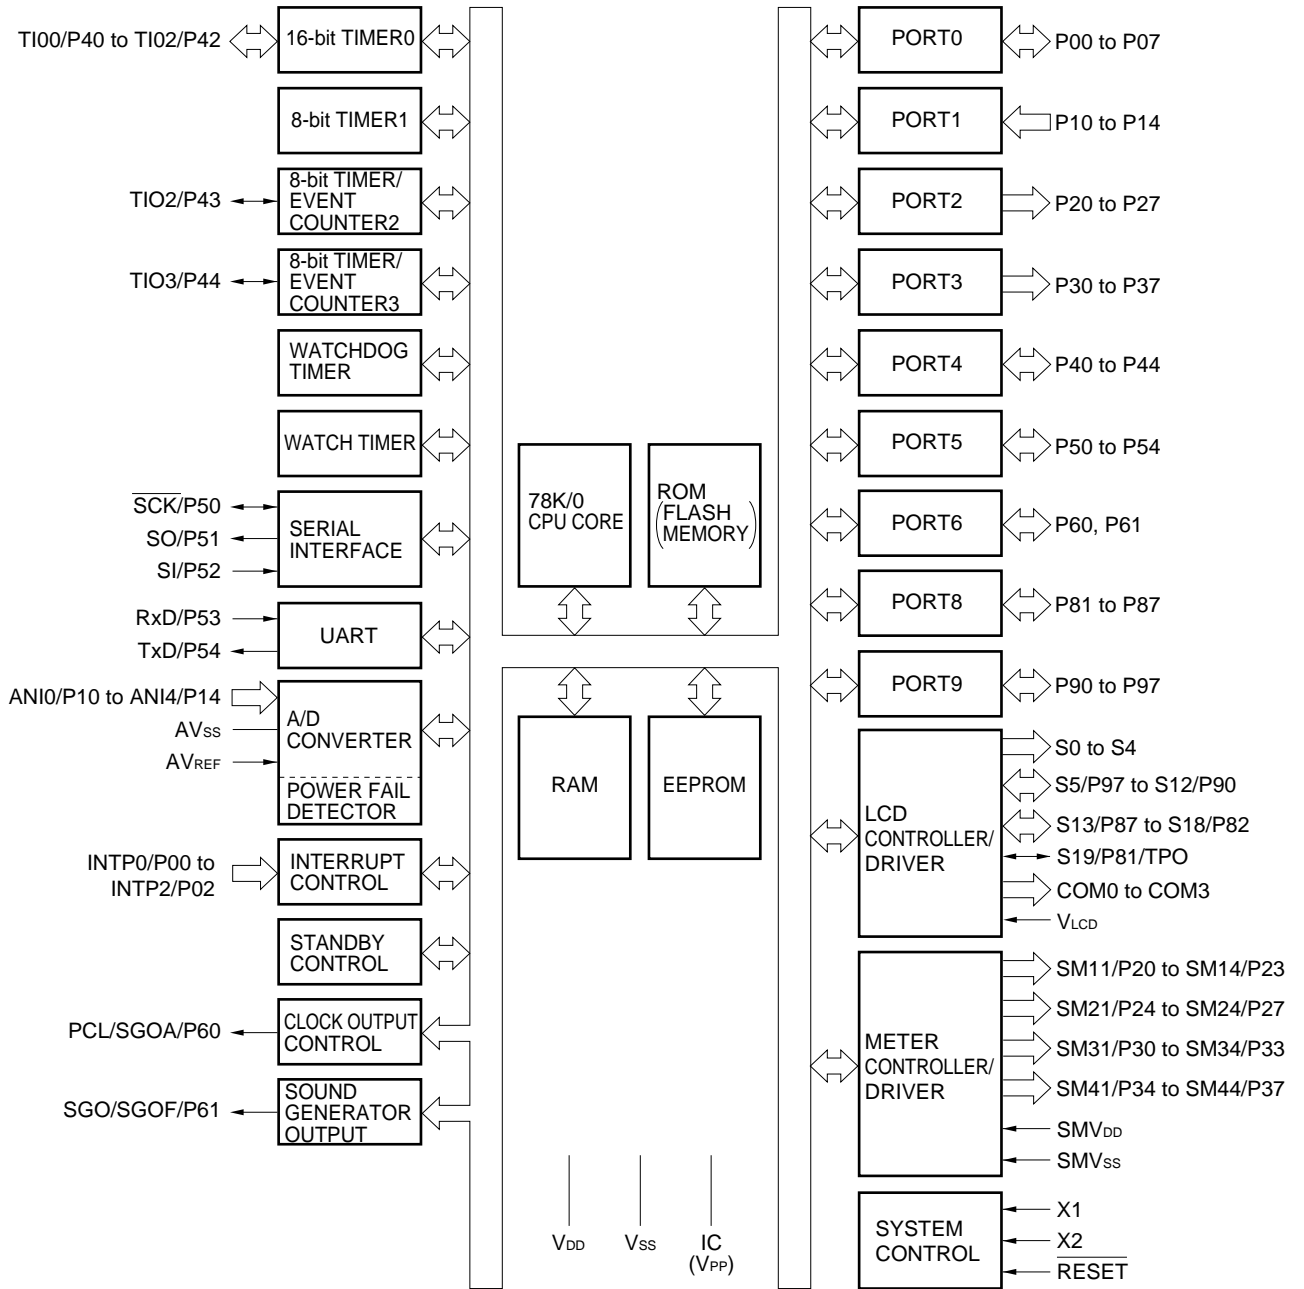 TI00/P40 to TI02/P42
16-bit TIMER0
8-bit TIMER1
TIO2/P43
8-bit TIMER/
EVENT
COUNTER2
TIO3/P44
8-bit TIMER/
EVENT
COUNTER3
WATCHDOG
TIMER
WATCH TIMER
SCK/P50
SO/P51
SI/P52
SERIAL
INTERFACE
RxD/P53
TxD/P54
UART
ANI0/P10 to ANI4/P14
AVSS
AVREF
A/D
CONVERTER
POWER FAIL
DETECTOR
INTP0/P00 to
INTP2/P02
INTERRUPT
CONTROL
STANDBY
CONTROL
PCL/SGOA/P60
CLOCK OUTPUT
CONTROL
SGO/SGOF/P61
SOUND
GENERATOR
OUTPUT
78K/0
CPU CORE
ROM
(FLASH
MEMORY)
RAM
EEPROM
VDD
VSS
IC
(VPP)
PORT0
P00 to P07
PORT1
P10 to P14
PORT2
P20 to P27
PORT3
P30 to P37
PORT4
P40 to P44
PORT5
P50 to P54
PORT6
P60, P61
PORT8
P81 to P87
PORT9
P90 to P97
LCD
CONTROLLER/
DRIVER
S0 to S4
S5/P97 to S12/P90
S13/P87 to S18/P82
S19/P81/TPO
COM0 to COM3
VLCD
METER
CONTROLLER/
DRIVER
SM11/P20 to SM14/P23
SM21/P24 to SM24/P27
SM31/P30 to SM34/P33
SM41/P34 to SM44/P37
SMVDD
SMVSS
SYSTEM
CONTROL
X1
X2
RESET